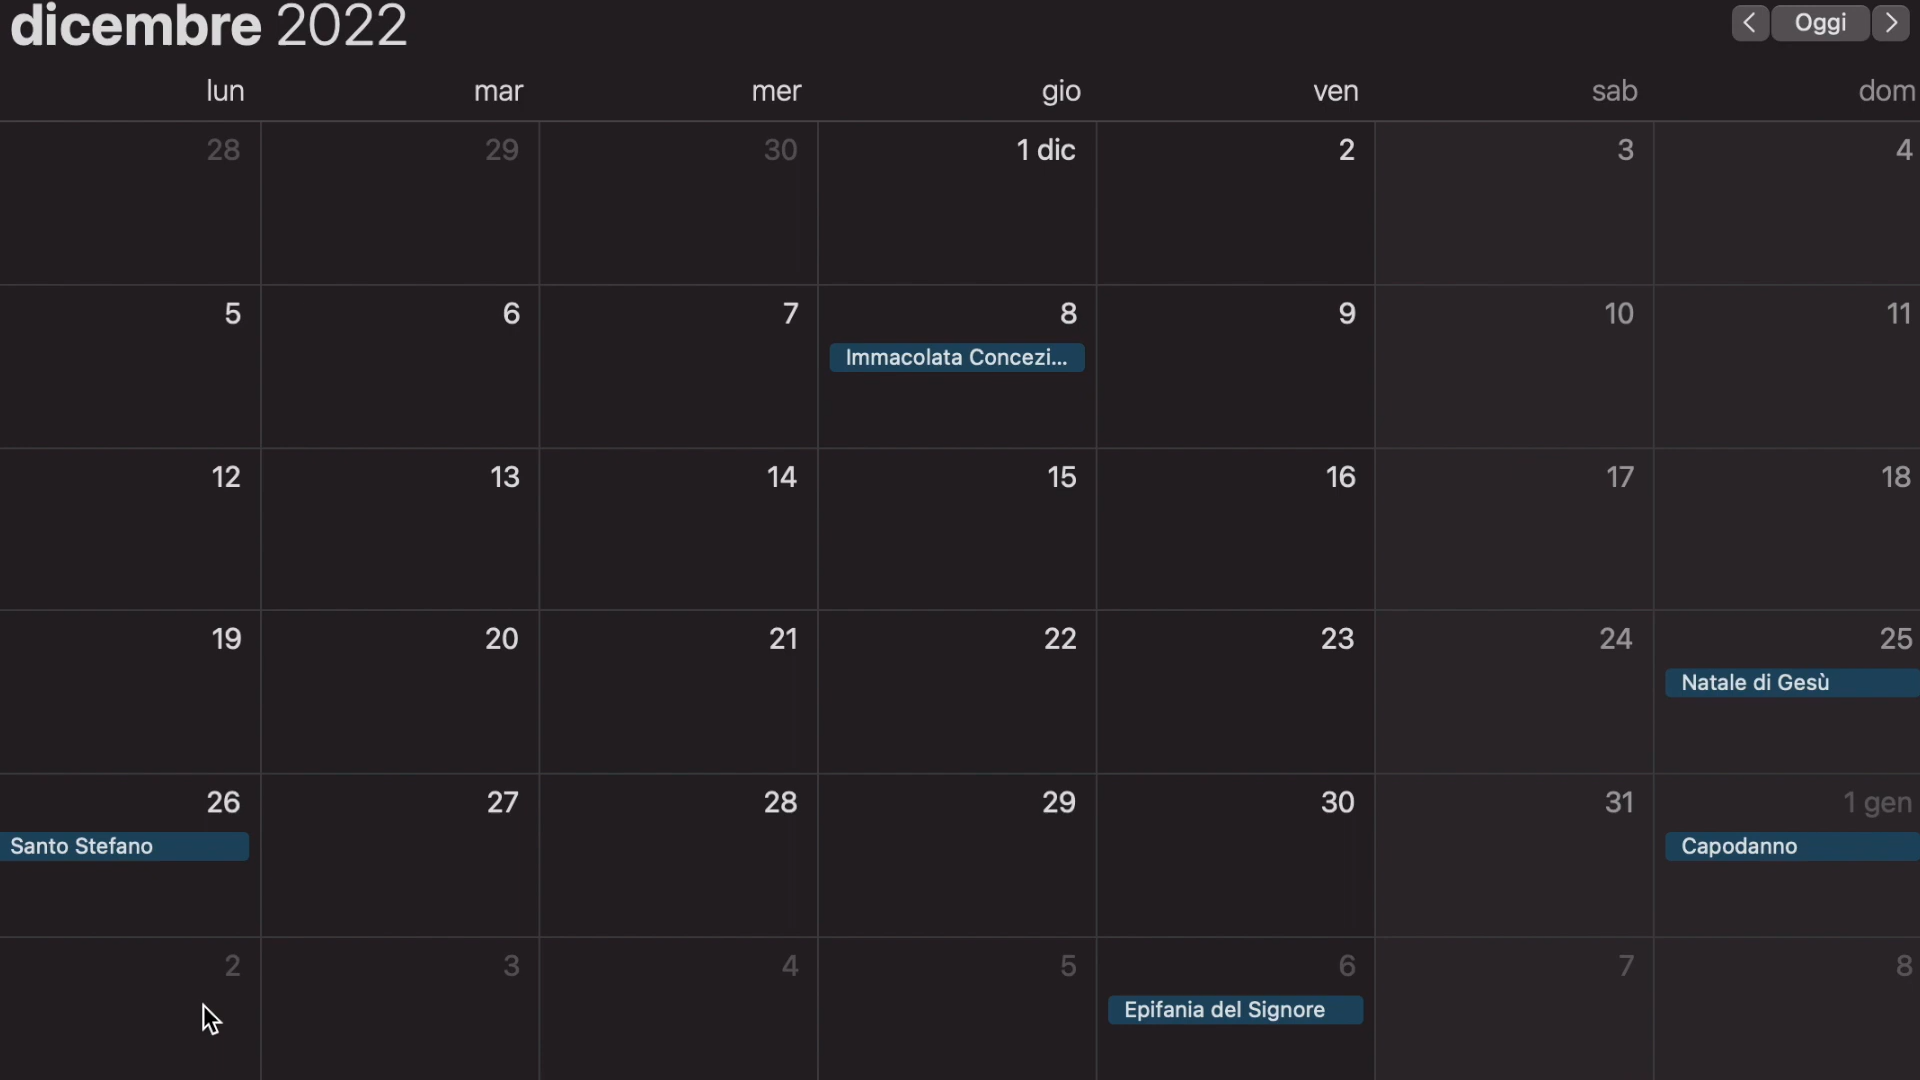 dicembre 2022
< Oggi >
lun mar mer gio ven sab dom
28 29 30 1 dic 2 3 4
5 6 7 8 9 10 11
Immacolata Concezi...
12 13 14 15 16 17 18
19 20 21 22 23 24 25
Natale di Gesù
26 27 28 29 30 31 1 gen
Santo Stefano Capodanno
2 3 4 5 6 7 8
Epifania del Signore